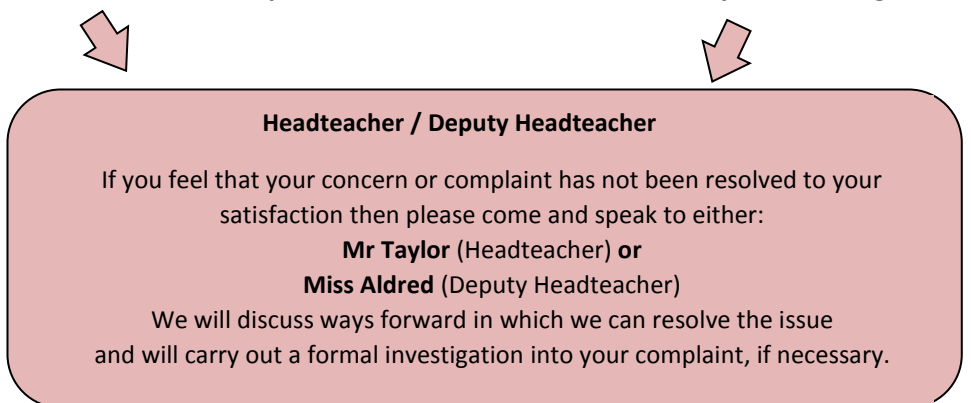 Headteacher / Deputy Headteacher
If you feel that your concern or complaint has not been resolved to your
satisfaction then please come and speak to either:
Mr Taylor (Headteacher) or
Miss Aldred (Deputy Headteacher)
We will discuss ways forward in which we can resolve the issue
and will carry out a formal investigation into your complaint, if necessary.